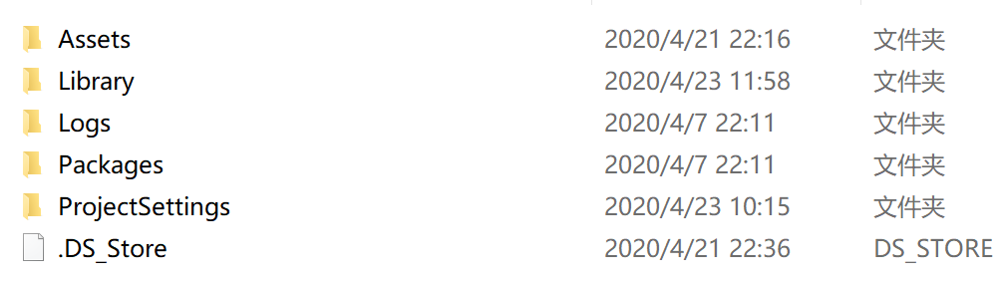 Assets 2020/4/21 22:16 文件夹
Library 2020/4/23 11:58 文件夹
Logs 2020/4/7 22:11 文件夹
Packages 2020/4/7 22:11 文件夹
ProjectSettings 2020/4/23 10:15 文件夹
.DS_Store 2020/4/21 22:36 DS_STORE